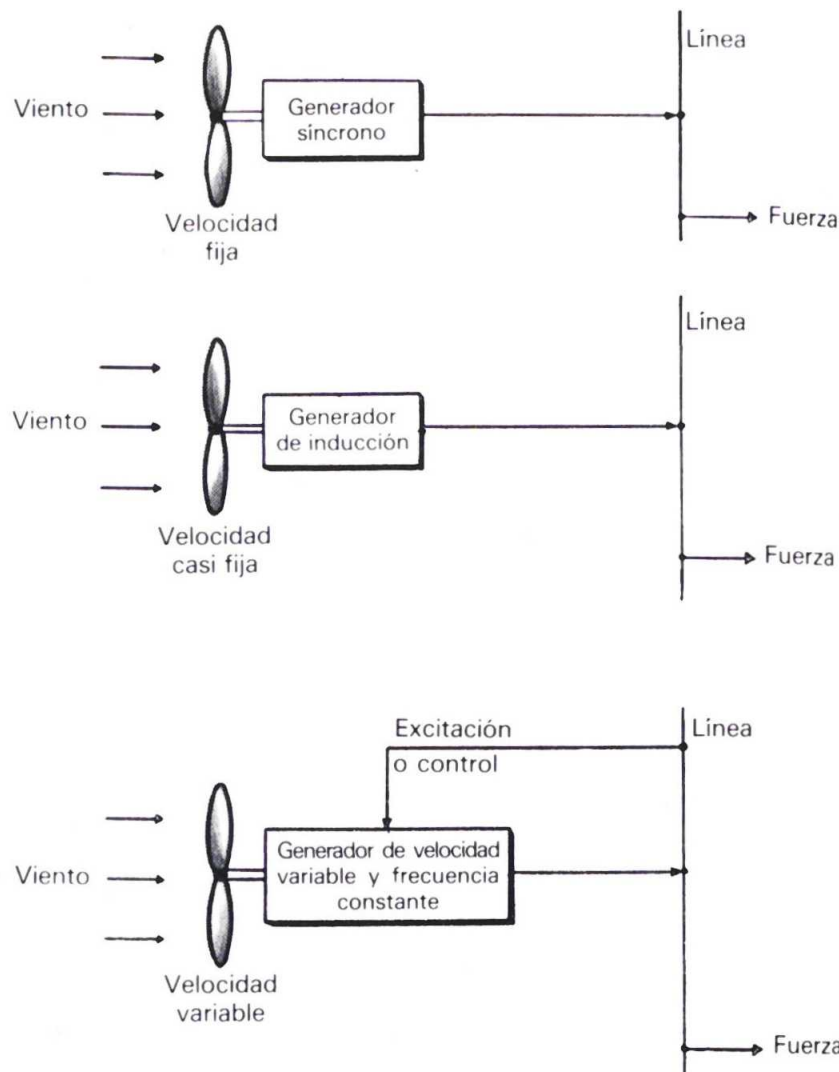 Línea
Viento
Generador
síncrono
Velocidad
fija
Fuerza
Línea
Viento
Generador
de inducción
Velocidad
casi fija
Fuerza
Excitación
o control
Línea
Viento
Generador de velocidad
variable y frecuencia
constante
Velocidad
variable
Fuerza